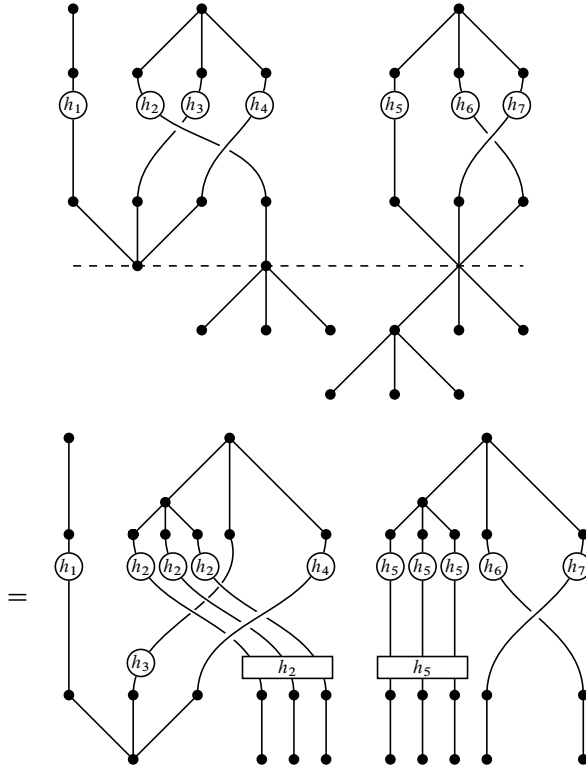 h₁ h₂ h₃ h₄ h₅ h₆ h₇
=
h₁ h₂ h₂ h₂ h₄ h₅ h₅ h₅ h₆ h₇
h₃ h₂ h₅